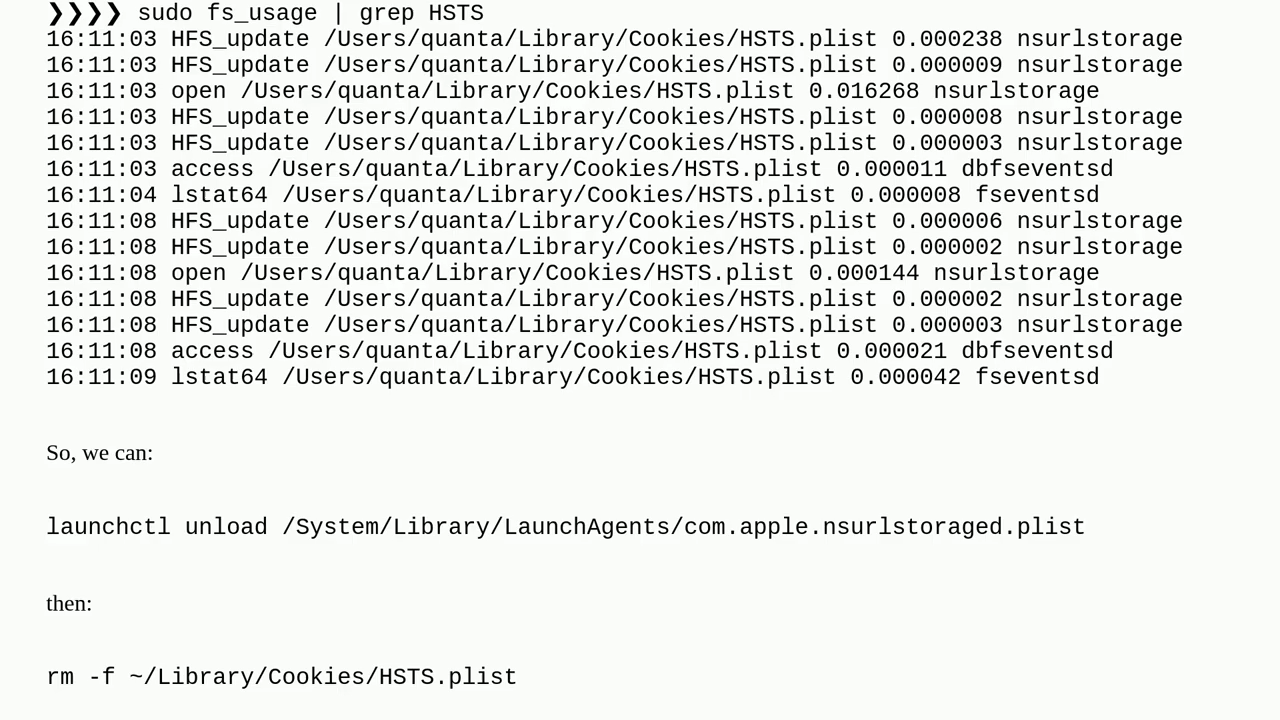 ❯❯❯❯ sudo fs_usage | grep HSTS
16:11:03 HFS_update /Users/quanta/Library/Cookies/HSTS.plist 0.000238 nsurlstorage
16:11:03 HFS_update /Users/quanta/Library/Cookies/HSTS.plist 0.000009 nsurlstorage
16:11:03 open /Users/quanta/Library/Cookies/HSTS.plist 0.016268 nsurlstorage
16:11:03 HFS_update /Users/quanta/Library/Cookies/HSTS.plist 0.000008 nsurlstorage
16:11:03 HFS_update /Users/quanta/Library/Cookies/HSTS.plist 0.000003 nsurlstorage
16:11:03 access /Users/quanta/Library/Cookies/HSTS.plist 0.000011 dbfseventsd
16:11:04 lstat64 /Users/quanta/Library/Cookies/HSTS.plist 0.000008 fseventsd
16:11:08 HFS_update /Users/quanta/Library/Cookies/HSTS.plist 0.000006 nsurlstorage
16:11:08 HFS_update /Users/quanta/Library/Cookies/HSTS.plist 0.000002 nsurlstorage
16:11:08 open /Users/quanta/Library/Cookies/HSTS.plist 0.000144 nsurlstorage
16:11:08 HFS_update /Users/quanta/Library/Cookies/HSTS.plist 0.000002 nsurlstorage
16:11:08 HFS_update /Users/quanta/Library/Cookies/HSTS.plist 0.000003 nsurlstorage
16:11:08 access /Users/quanta/Library/Cookies/HSTS.plist 0.000021 dbfseventsd
16:11:09 lstat64 /Users/quanta/Library/Cookies/HSTS.plist 0.000042 fseventsd
So, we can:
launchctl unload /System/Library/LaunchAgents/com.apple.nsurlstoraged.plist
then:
rm -f ~/Library/Cookies/HSTS.plist